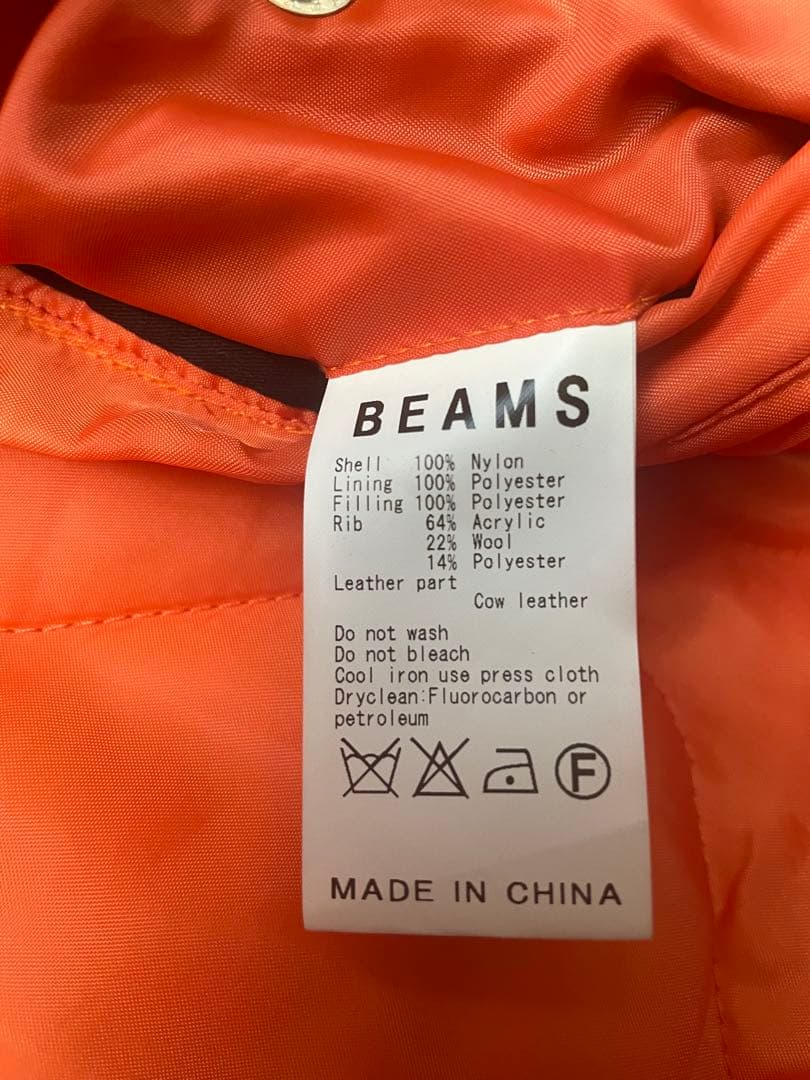 BEAMS
Shell 100% Nylon
Lining 100% Polyester
Filling 100% Polyester
Rib 64% Acrylic
22% Wool
14% Polyester
Leather part
Cow leather
Do not wash
Do not bleach
Cool iron use press cloth
Dryclean:Fluorocarbon or
petroleum
F
MADE IN CHINA